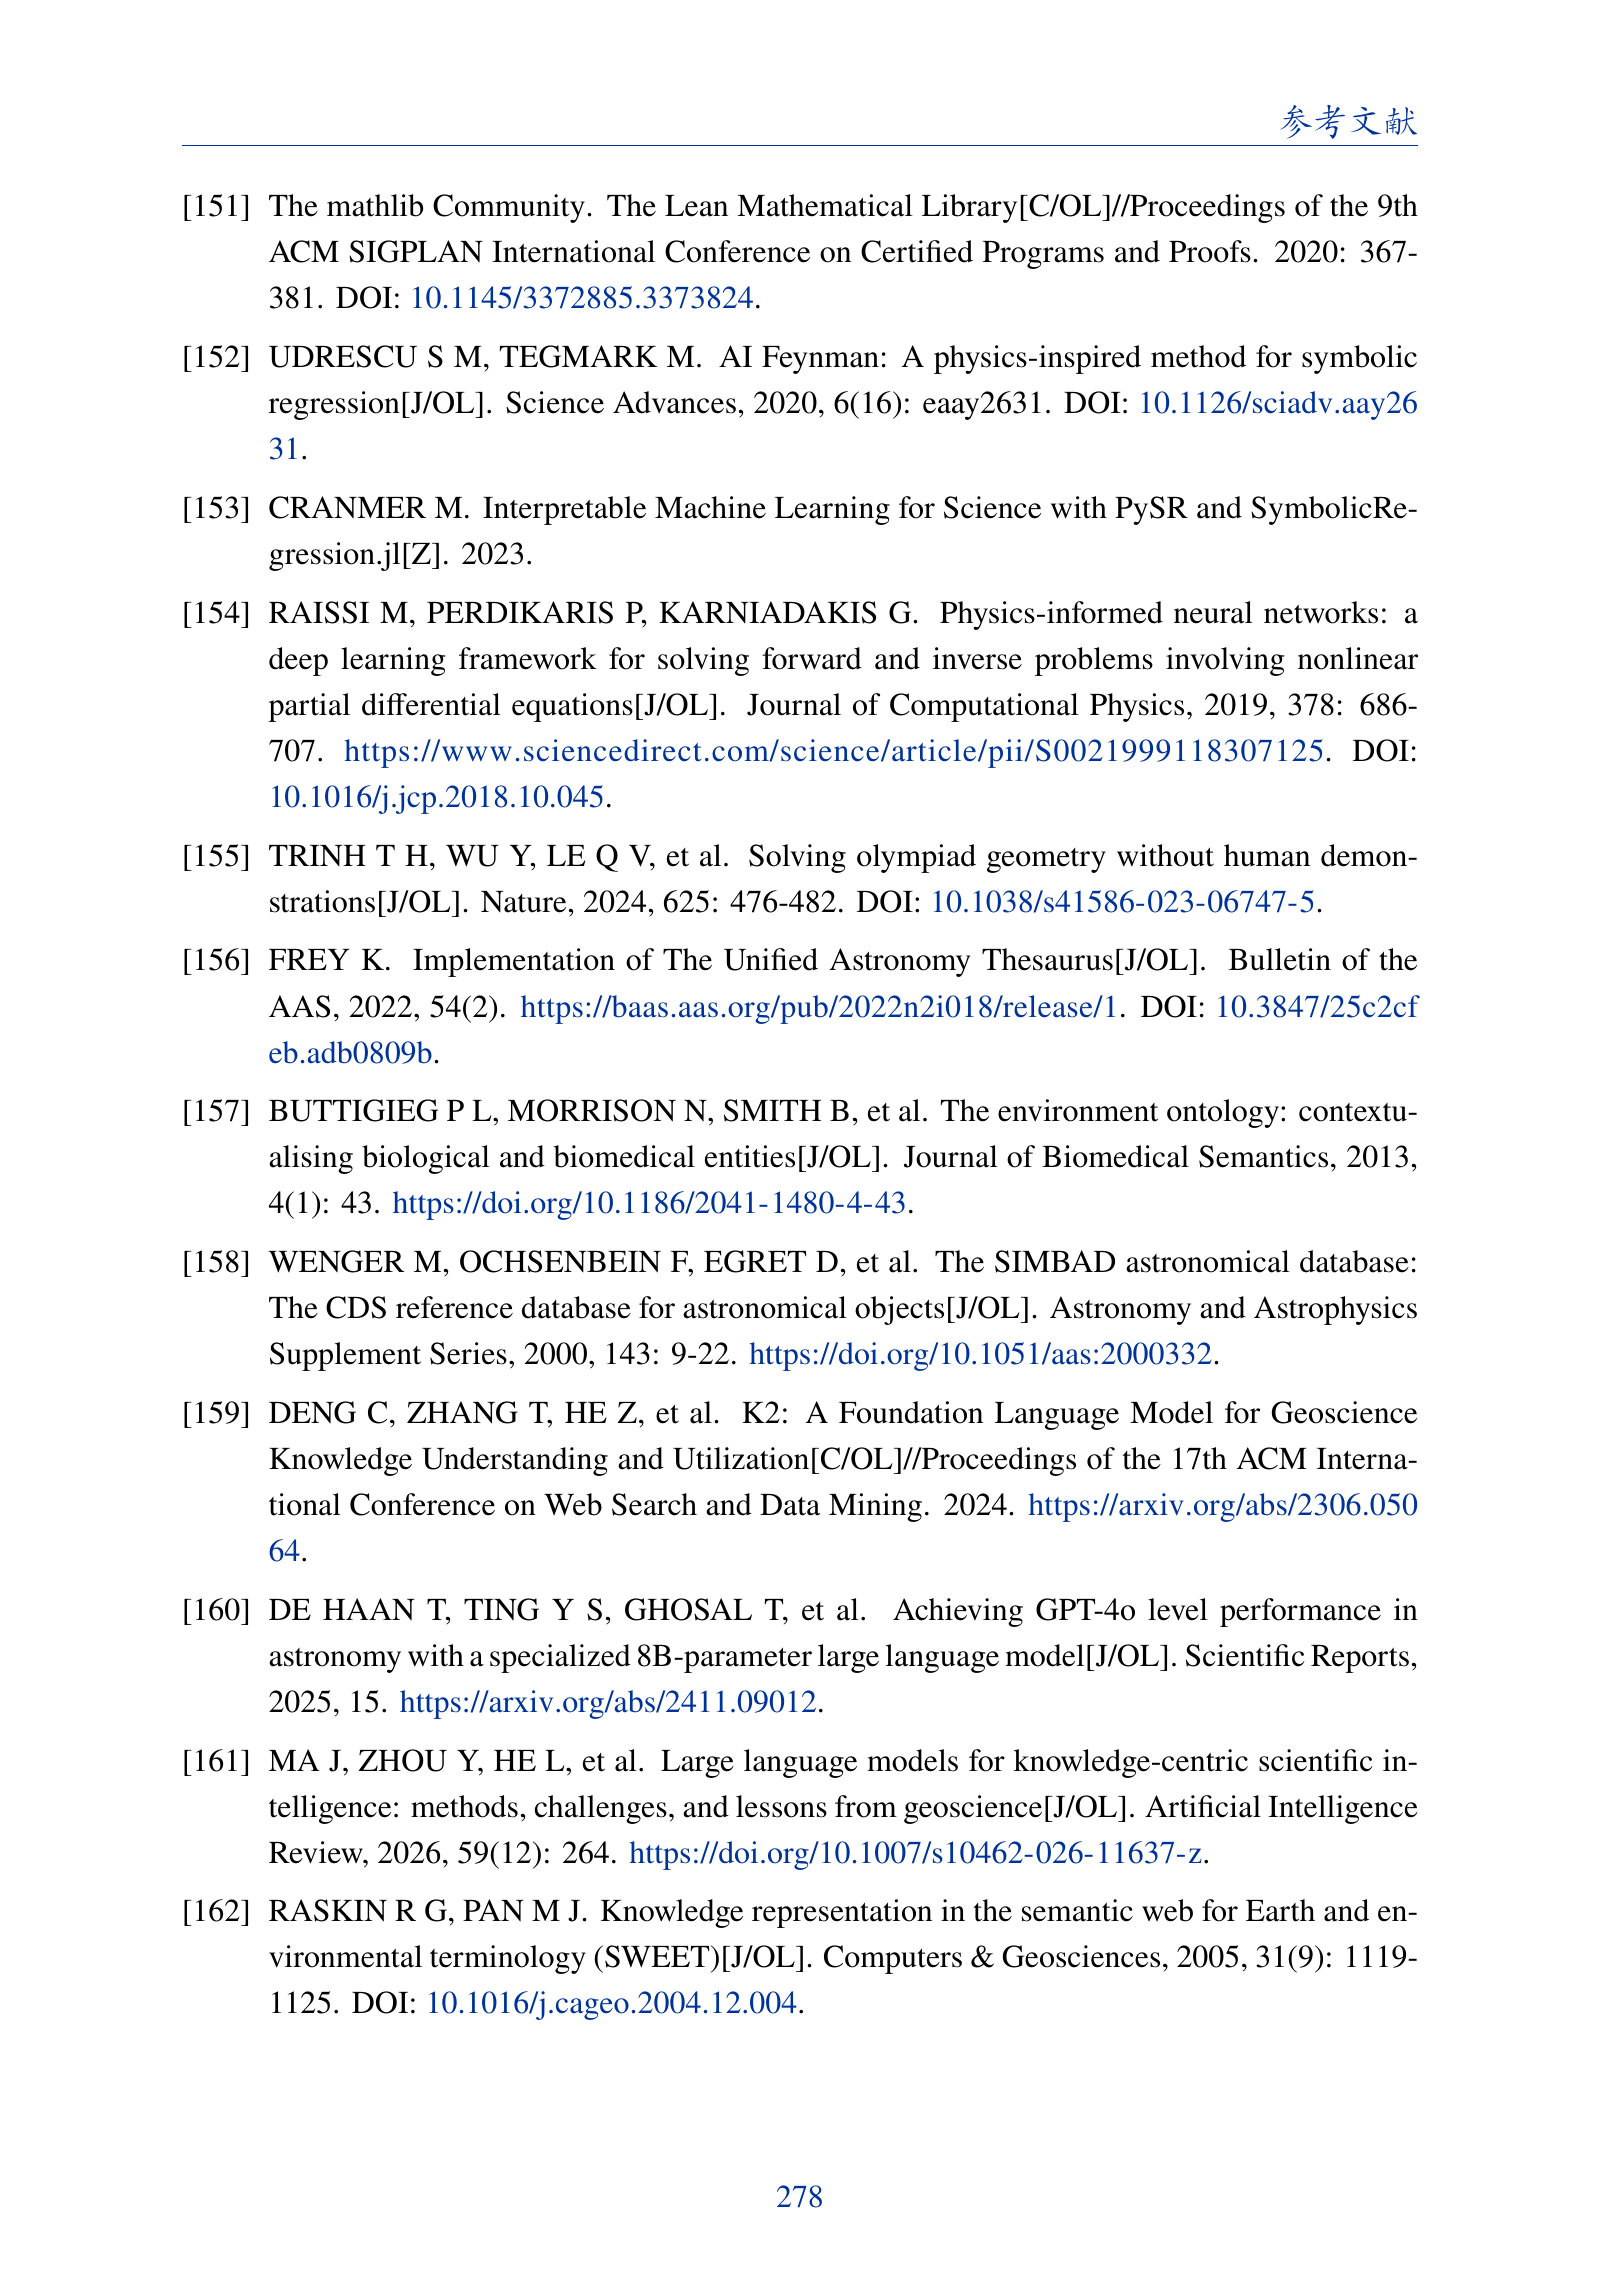 参考文献
[151] The mathlib Community. The Lean Mathematical Library[C/OL]//Proceedings of the 9th
ACM SIGPLAN International Conference on Certified Programs and Proofs. 2020: 367-
381. DOI: 10.1145/3372885.3373824.
[152] UDRESCU S M, TEGMARK M. AI Feynman: A physics-inspired method for symbolic
regression[J/OL]. Science Advances, 2020, 6(16): eaay2631. DOI: 10.1126/sciadv.aay26
31.
[153] CRANMER M. Interpretable Machine Learning for Science with PySR and SymbolicRe-
gression.jl[Z]. 2023.
[154] RAISSI M, PERDIKARIS P, KARNIADAKIS G. Physics-informed neural networks: a
deep learning framework for solving forward and inverse problems involving nonlinear
partial differential equations[J/OL]. Journal of Computational Physics, 2019, 378: 686-
707. https://www.sciencedirect.com/science/article/pii/S0021999118307125. DOI:
10.1016/j.jcp.2018.10.045.
[155] TRINH T H, WU Y, LE Q V, et al. Solving olympiad geometry without human demon-
strations[J/OL]. Nature, 2024, 625: 476-482. DOI: 10.1038/s41586-023-06747-5.
[156] FREY K. Implementation of The Unified Astronomy Thesaurus[J/OL]. Bulletin of the
AAS, 2022, 54(2). https://baas.aas.org/pub/2022n2i018/release/1. DOI: 10.3847/25c2cf
eb.adb0809b.
[157] BUTTIGIEG P L, MORRISON N, SMITH B, et al. The environment ontology: contextu-
alising biological and biomedical entities[J/OL]. Journal of Biomedical Semantics, 2013,
4(1): 43. https://doi.org/10.1186/2041-1480-4-43.
[158] WENGER M, OCHSENBEIN F, EGRET D, et al. The SIMBAD astronomical database:
The CDS reference database for astronomical objects[J/OL]. Astronomy and Astrophysics
Supplement Series, 2000, 143: 9-22. https://doi.org/10.1051/aas:2000332.
[159] DENG C, ZHANG T, HE Z, et al. K2: A Foundation Language Model for Geoscience
Knowledge Understanding and Utilization[C/OL]//Proceedings of the 17th ACM Interna-
tional Conference on Web Search and Data Mining. 2024. https://arxiv.org/abs/2306.050
64.
[160] DE HAAN T, TING Y S, GHOSAL T, et al. Achieving GPT-4o level performance in
astronomy with a specialized 8B-parameter large language model[J/OL]. Scientific Reports,
2025, 15. https://arxiv.org/abs/2411.09012.
[161] MA J, ZHOU Y, HE L, et al. Large language models for knowledge-centric scientific in-
telligence: methods, challenges, and lessons from geoscience[J/OL]. Artificial Intelligence
Review, 2026, 59(12): 264. https://doi.org/10.1007/s10462-026-11637-z.
[162] RASKIN R G, PAN M J. Knowledge representation in the semantic web for Earth and en-
vironmental terminology (SWEET)[J/OL]. Computers & Geosciences, 2005, 31(9): 1119-
1125. DOI: 10.1016/j.cageo.2004.12.004.
278